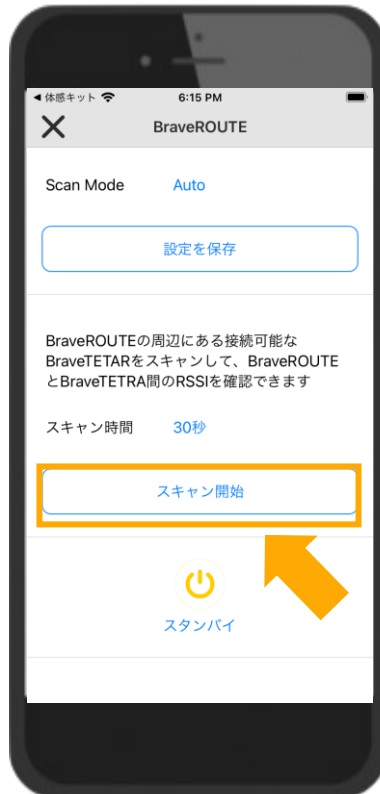 ◀体感キット 6:15 PM
BraveROUTE
Scan Mode Auto
設定を保存
BraveROUTEの周辺にある接続可能な
BraveTETARをスキャンして、BraveROUTE
とBraveTETRA間のRSSIを確認できます
スキャン時間 30秒
スキャン開始
スタンバイ